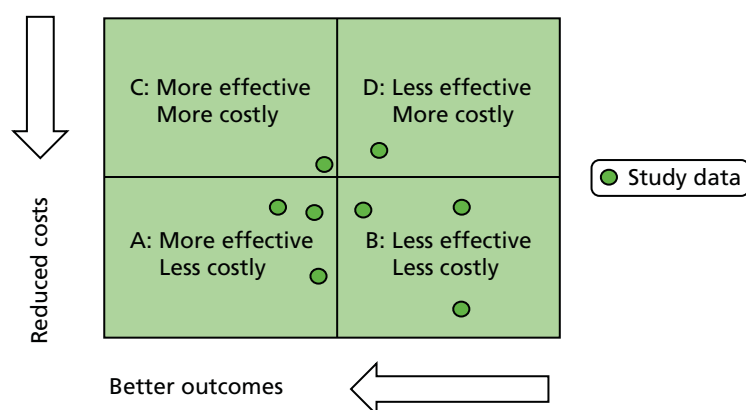 C: More effective
More costly
D: Less effective
More costly
Study data
A: More effective
Less costly
B: Less effective
Less costly
Reduced costs
Better outcomes